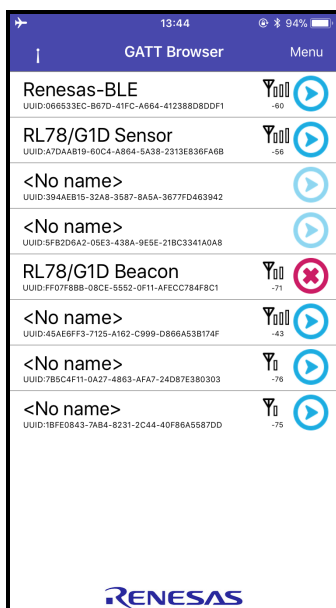 13:44
94%
GATT Browser
Menu
Renesas-BLE
UUID:066533EC-B67D-41FC-A664-412388D8DDF1
-60
RL78/G1D Sensor
UUID:A7DAAB19-60C4-A864-5A38-2313E836FA6B
-56
<No name>
UUID:394AEB15-32A8-3587-8A5A-3677FD463942
<No name>
UUID:5FB2D6A2-05E3-438A-9E5E-21BC3341A0A8
RL78/G1D Beacon
UUID:FF07F8BB-08CE-5552-0F11-AFECC784F8C1
-71
<No name>
UUID:45AE6FF3-7125-A162-C999-D866A53B174F
-43
<No name>
UUID:7B5C4F11-0A27-4863-AFA7-24D87E380303
-76
<No name>
UUID:1BFE0843-7AB4-8231-2C44-40F86A5587DD
-75
RENESAS